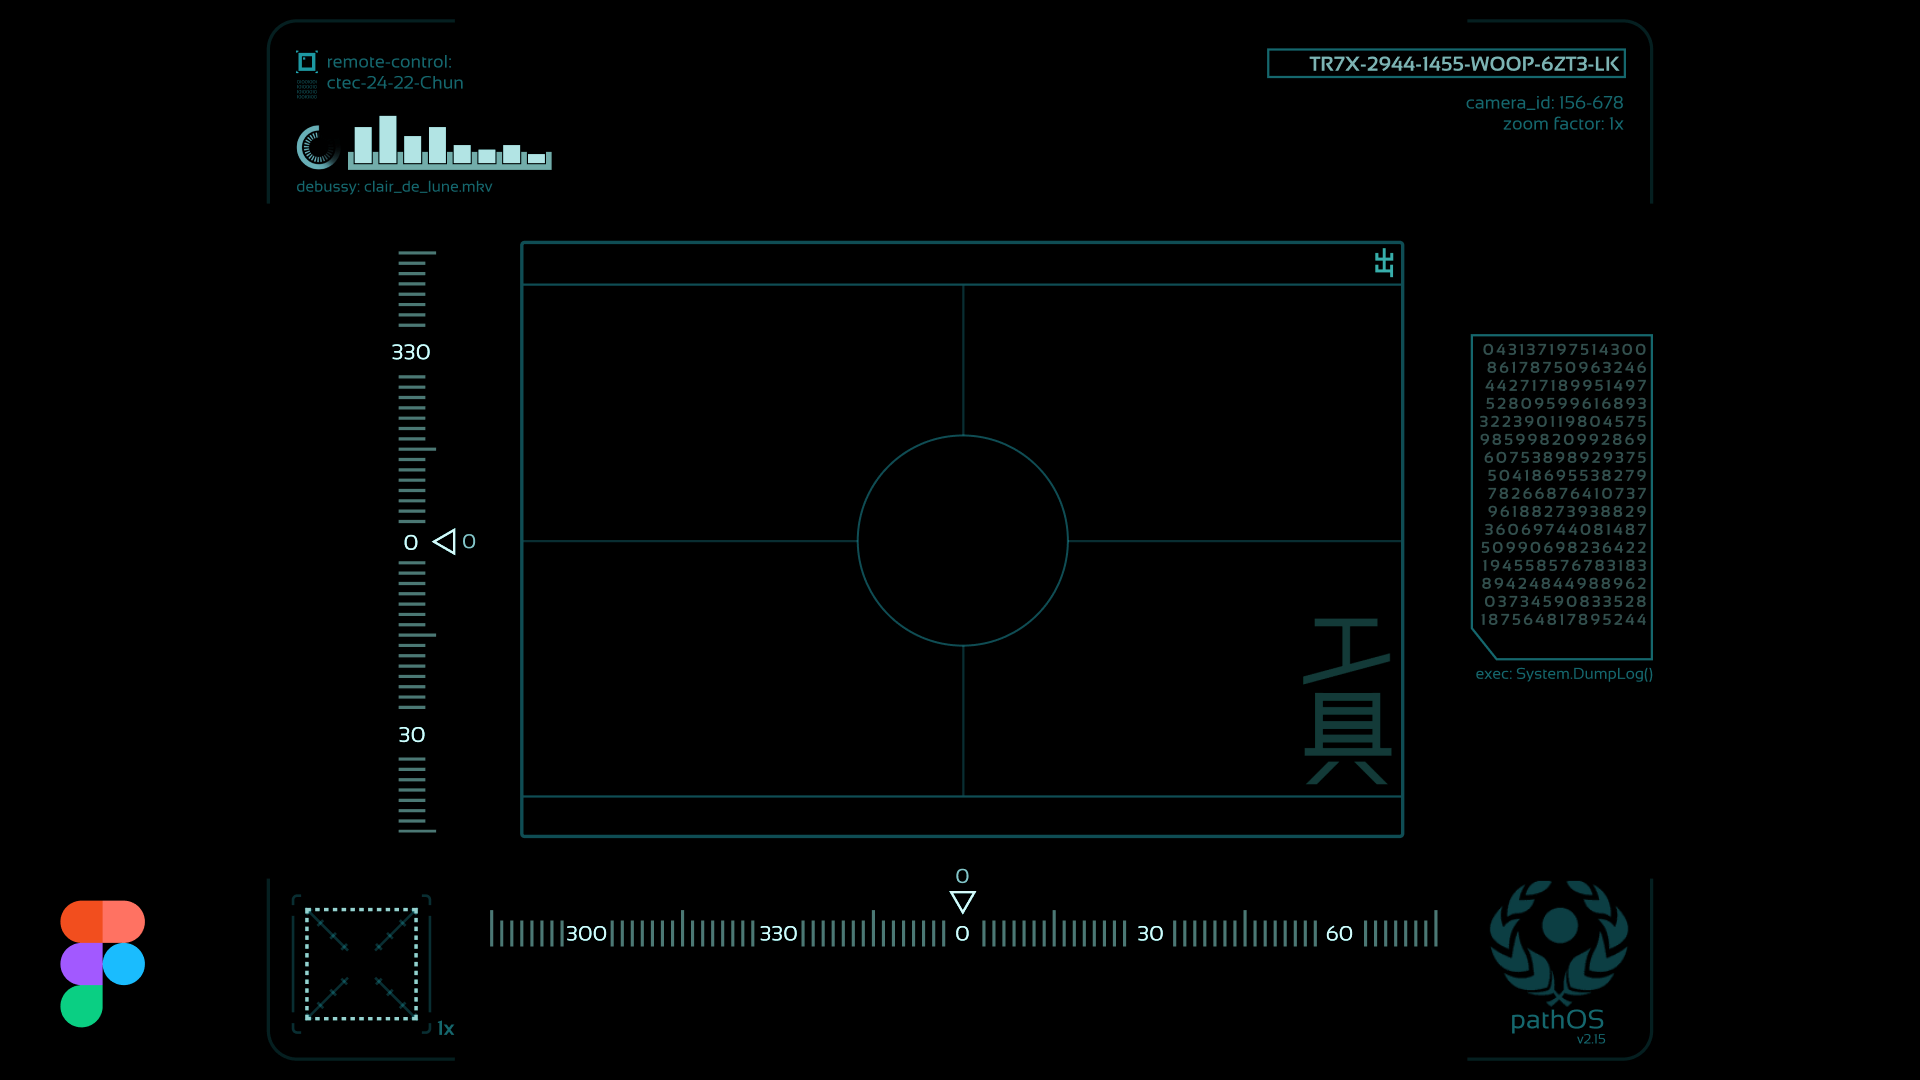 remote-control:
ctec-24-22-Chun
debussy: clair_de_lune.mkv
TR7X-2944-1455-WOOP-6ZT3-LK
camera_id: 156-678
zoom factor: 1x
出
330
0
0
30
工
具
043137197514300
86178750963246
442717189951497
52809599616893
322390119804575
98599820992869
60753898929375
50418695538279
78266876410737
96188273938829
36069744081487
50990698236422
194558576783183
89424844988962
03734590833528
187564817895244
exec: System.DumpLog()
0
300
330
0
30
60
1x
pathOS
v2.15